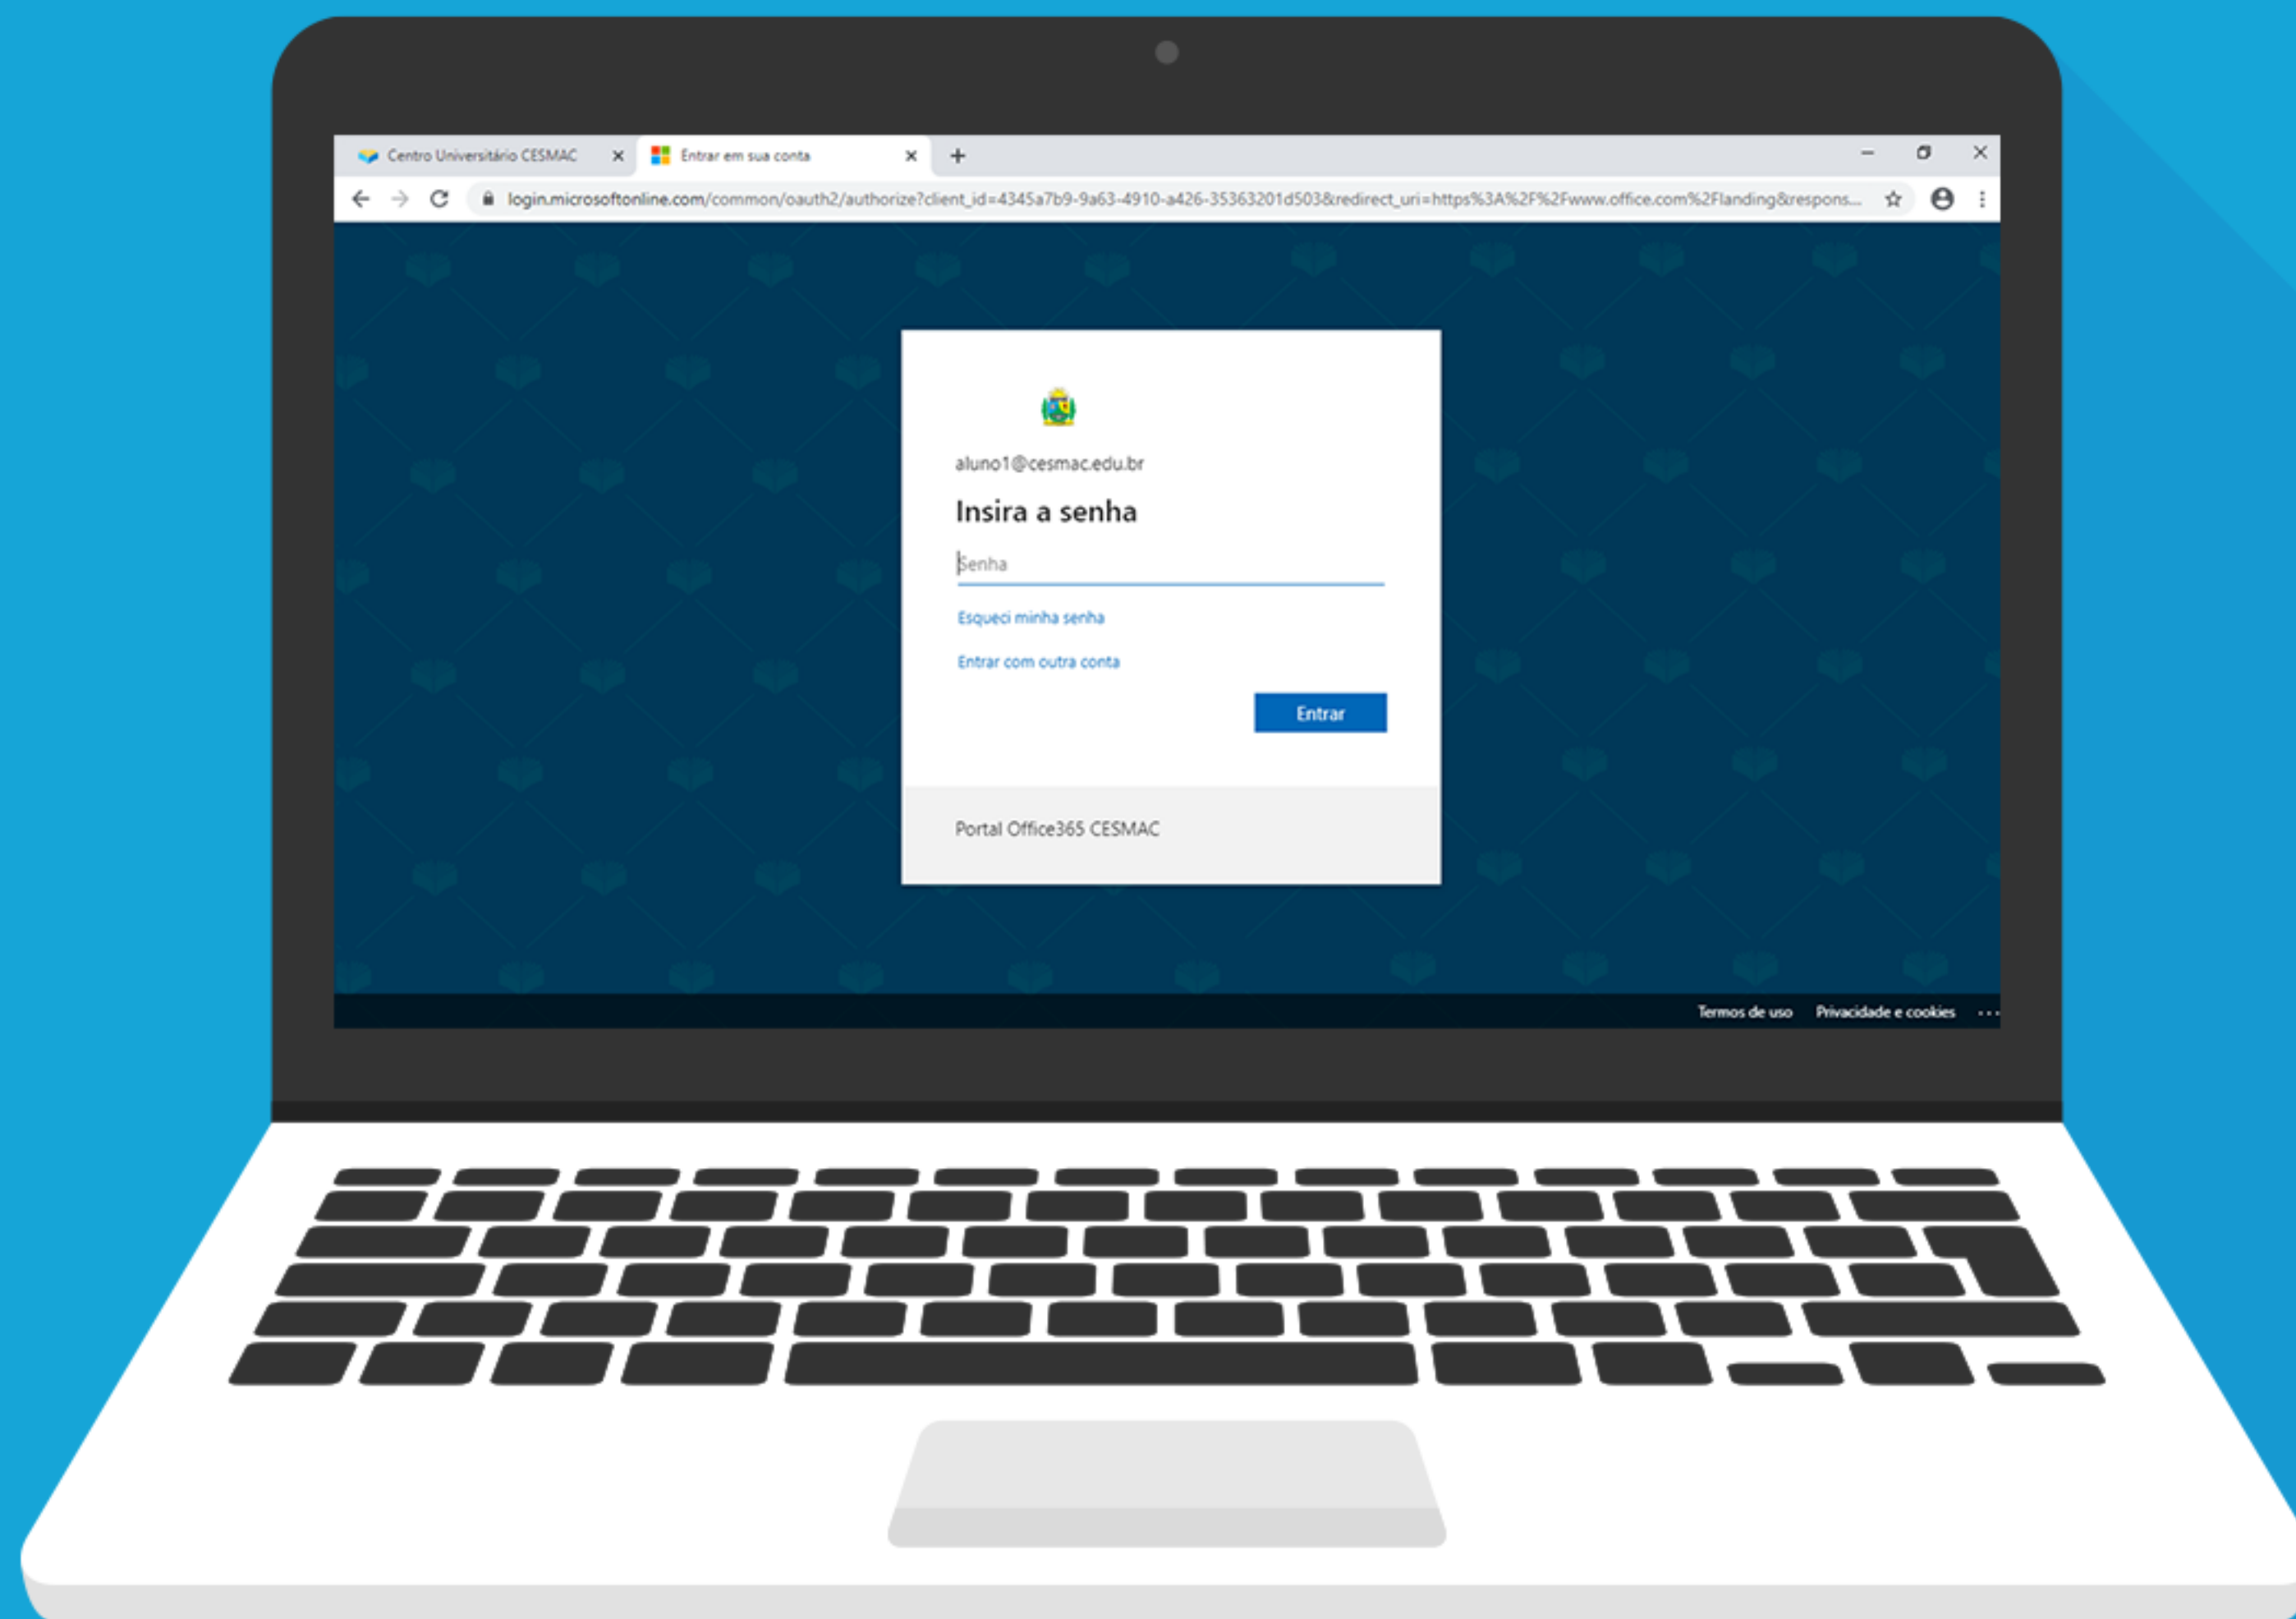 Centro Universitário CESMAC
Entrar em sua conta
login.microsoftonline.com/common/oauth2/authorize?client_id=4345a7b9-9a63-4910-a426-35363201d503&redirect_uri=https%3A%2F%2Fwww.office.com%2Flanding&respons...
aluno1@cesmac.edu.br
Insira a senha
Senha
Esqueci minha senha
Entrar com outra conta
Entrar
Portal Office365 CESMAC
Termos de uso Privacidade e cookies ...